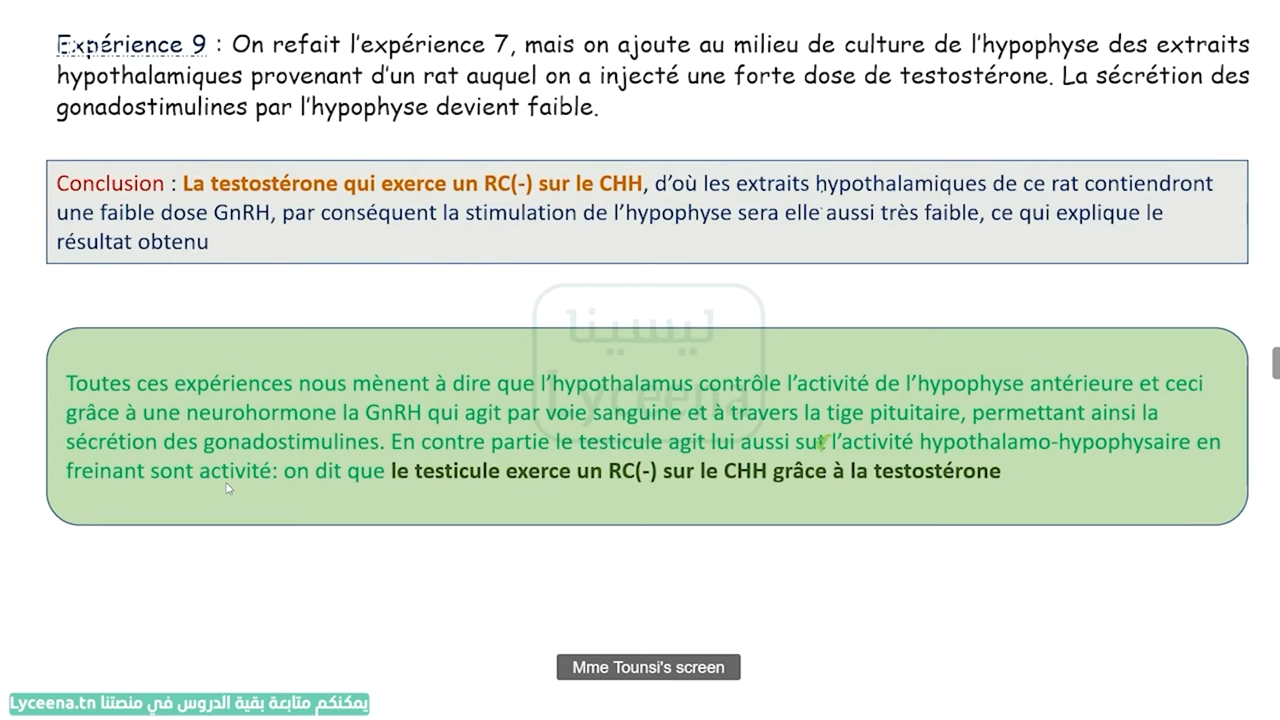 Expérience 9 : On refait l'expérience 7, mais on ajoute au milieu de culture de l'hypophyse des extraits
hypothalamiques provenant d'un rat auquel on a injecté une forte dose de testostérone. La sécrétion des
gonadostimulines par l'hypophyse devient faible.
Conclusion : La testostérone qui exerce un RC(-) sur le CHH, d'où les extraits hypothalamiques de ce rat contiendront
une faible dose GnRH, par conséquent la stimulation de l'hypophyse sera elle aussi très faible, ce qui explique le
résultat obtenu
ليسينا
Lyceena
Toutes ces expériences nous mènent à dire que l'hypothalamus contrôle l'activité de l'hypophyse antérieure et ceci
grâce à une neurohormone la GnRH qui agit par voie sanguine et à travers la tige pituitaire, permettant ainsi la
sécrétion des gonadostimulines. En contre partie le testicule agit lui aussi sur l'activité hypothalamo-hypophysaire en
freinant sont activité: on dit que le testicule exerce un RC(-) sur le CHH grâce à la testostérone
Mme Tounsi's screen
يمكنكم متابعة بقية الدروس في منصتنا Lyceena.tn